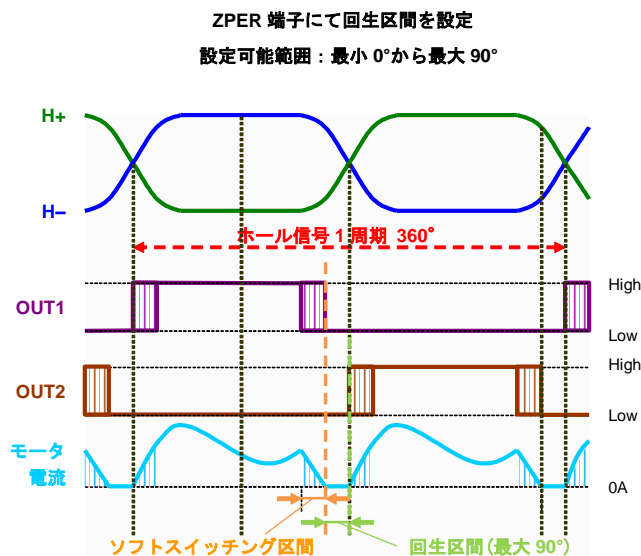 ZPER 端子にて回生区間を設定
設定可能範囲：最小 0°から最大 90°
H+
H−
ホール信号 1 周期 360°
OUT1
High
Low
OUT2
High
Low
モータ
電流
0A
ソフトスイッチング区間
回生区間(最大 90°)